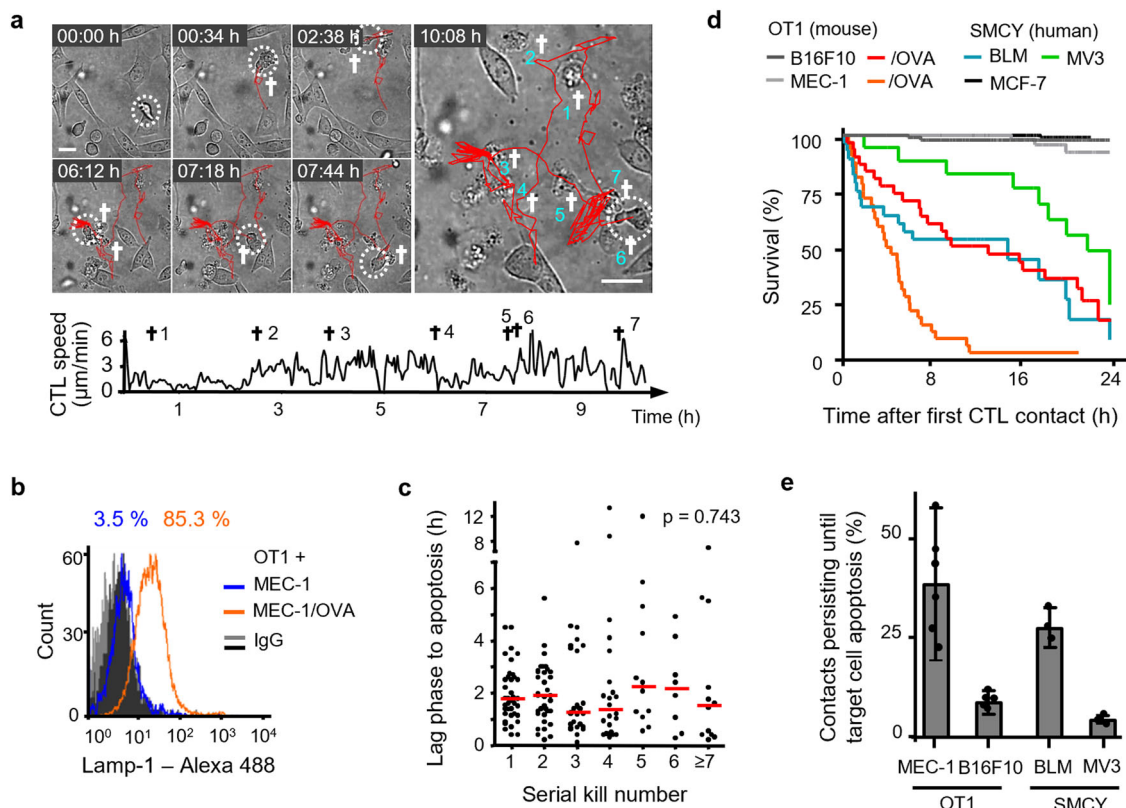 a
00:00 h
00:34 h
02:38 h
10:08 h
06:12 h
07:18 h
07:44 h
1
2
3
4
5
6
7
CTL speed
(µm/min)
6
3
0
1
2
3
4
5
6
7
1
3
5
7
9
Time (h)
b
3.5 %
85.3 %
OT1 +
MEC-1
MEC-1/OVA
IgG
Count
60
30
0
10⁰
10¹
10²
10³
10⁴
Lamp-1 – Alexa 488
c
p = 0.743
Lag phase to apoptosis (h)
12
8
6
4
2
0
1
2
3
4
5
6
≥7
Serial kill number
d
OT1 (mouse)
SMCY (human)
B16F10
/OVA
BLM
MV3
MEC-1
/OVA
MCF-7
Survival (%)
100
75
50
25
0
0
8
16
24
Time after first CTL contact (h)
e
Contacts persisting until
target cell apoptosis (%)
50
25
0
MEC-1
B16F10
BLM
MV3
OT1
SMCY